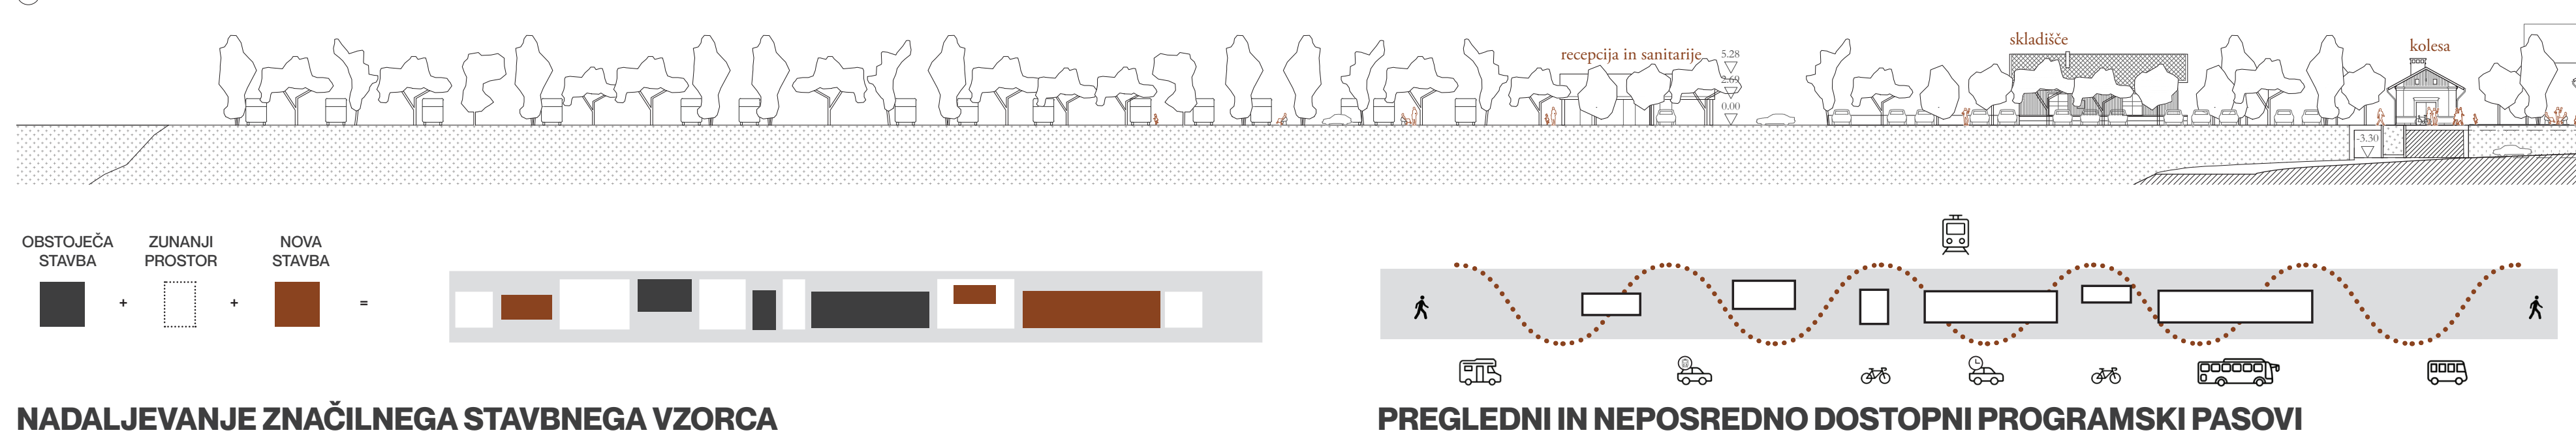 skladišče
kolesa
recepcija in sanitarije
5.28
2.69
0.00
-3.30
OBSTOJEČA
STAVBA
+
ZUNANJI
PROSTOR
+
NOVA
STAVBA
=
NADALJEVANJE ZNAČILNEGA STAVBNEGA VZORCA
PREGLEDNI IN NEPOSREDNO DOSTOPNI PROGRAMSKI PASOVI